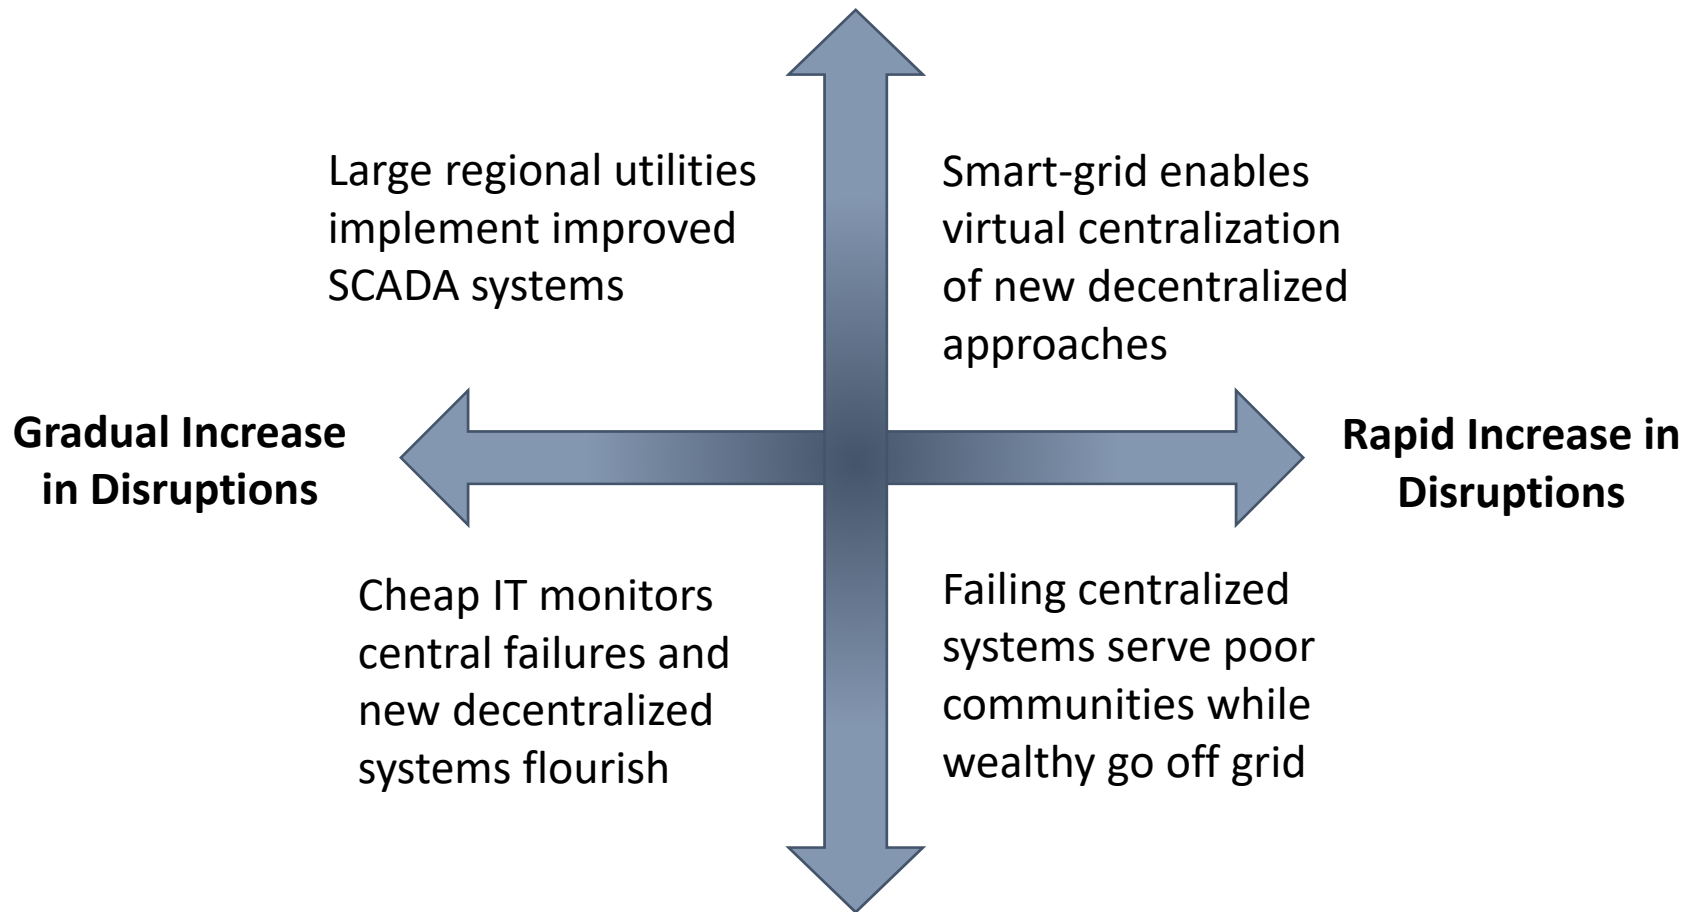 Large regional utilities
implement improved
SCADA systems
Smart-grid enables
virtual centralization
of new decentralized
approaches
Gradual Increase
in Disruptions
Rapid Increase in
Disruptions
Cheap IT monitors
central failures and
new decentralized
systems flourish
Failing centralized
systems serve poor
communities while
wealthy go off grid